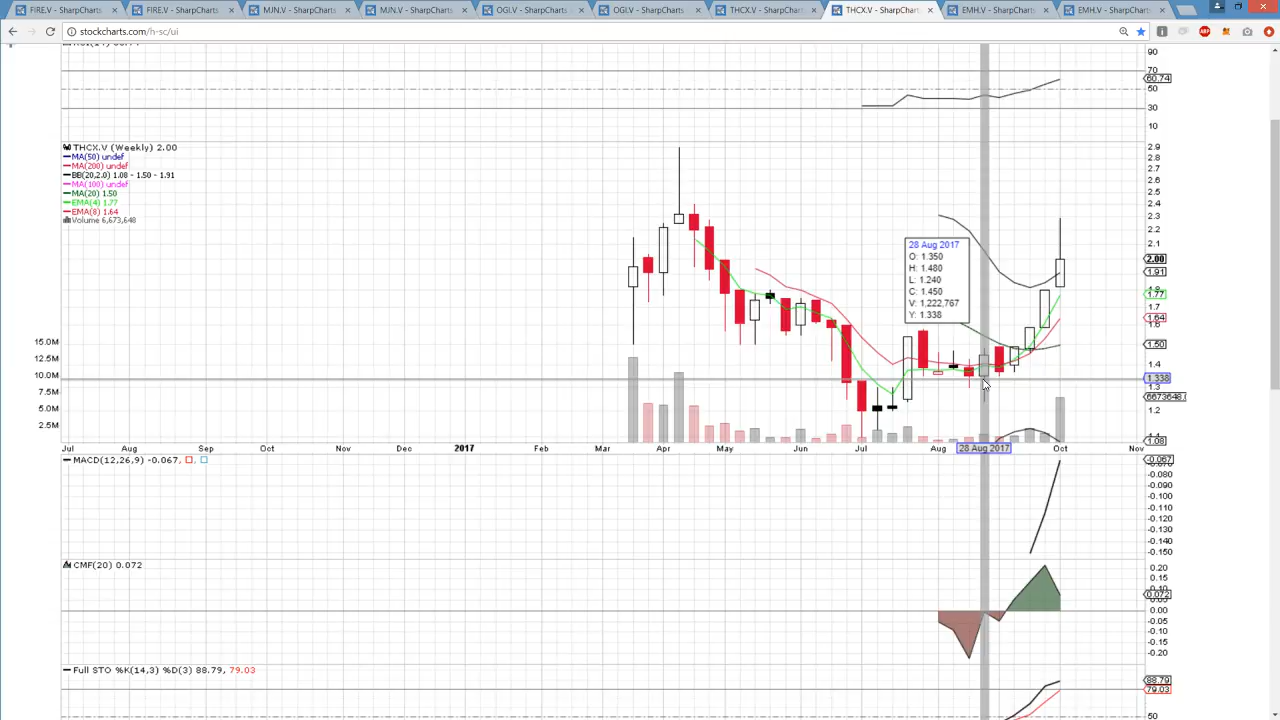 FIRE.V - SharpCharts
FIRE.V - SharpCharts
MJN.V - SharpCharts
MJN.V - SharpCharts
OGI.V - SharpCharts
OGI.V - SharpCharts
THCX.V - SharpCharts
THCX.V - SharpCharts
EMH.V - SharpCharts
EMH.V - SharpCharts
stockcharts.com/h-sc/ui
90
70
60.74
50
30
10
THCX.V (Weekly) 2.00
MA(50) undef
MA(200) undef
BB(20,2.0) 1.08 - 1.50 - 1.91
MA(100) undef
MA(20) 1.50
EMA(4) 1.77
EMA(8) 1.64
Volume 6,673,648
2.9
2.8
2.7
2.6
2.5
2.4
2.3
2.2
2.1
2.00
1.91
1.8
1.77
1.7
1.64
1.6
1.50
1.4
1.338
1.3
6673648.0
1.2
1.1
1.08
28 Aug 2017
O: 1.350
H: 1.480
L: 1.240
C: 1.450
V: 1,222,767
Y: 1.338
15.0M
12.5M
10.0M
7.5M
5.0M
2.5M
Jul Aug Sep Oct Nov Dec 2017 Feb Mar Apr May Jun Jul Aug 28 Aug 2017 Oct Nov
MACD(12,26,9) -0.067
-0.067
-0.080
-0.090
-0.100
-0.110
-0.120
-0.130
-0.140
-0.150
CMF(20) 0.072
0.20
0.15
0.10
0.072
0.00
-0.05
-0.10
-0.15
-0.20
Full STO %K(14,3) %D(3) 88.79, 79.03
88.79
79.03
50